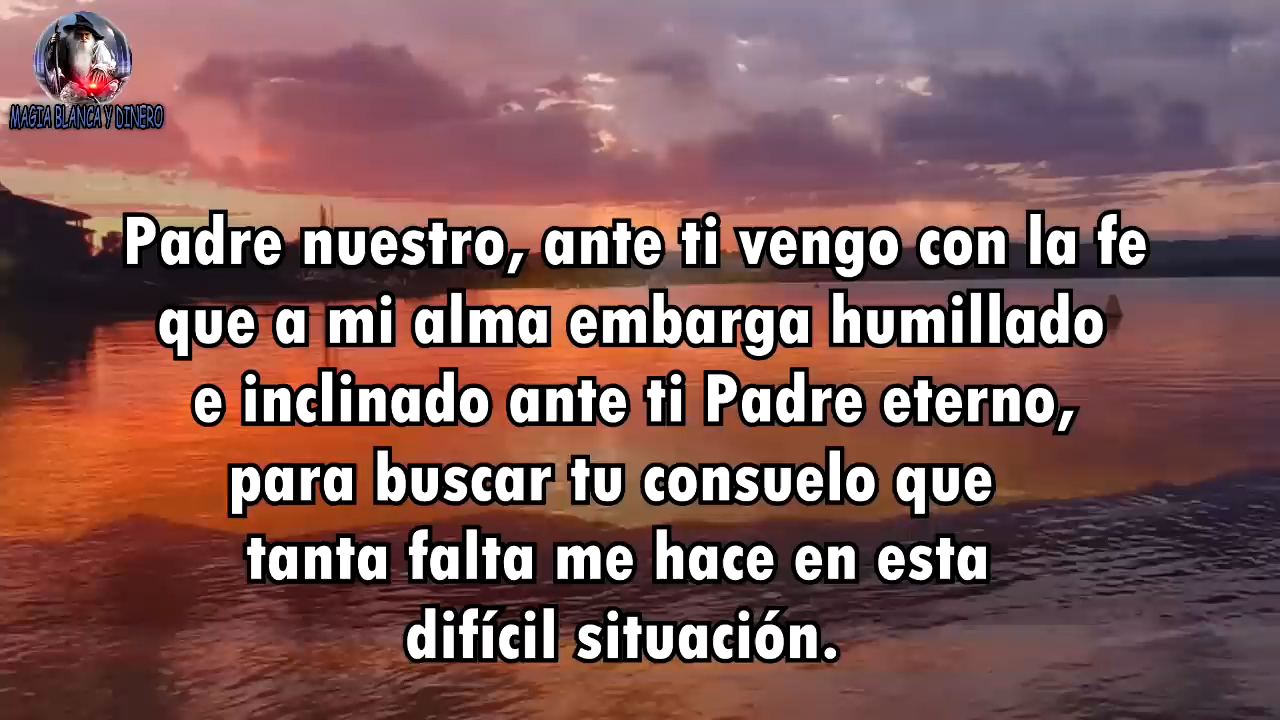 MAGIA BLANCA Y DINERO
Padre nuestro, ante ti vengo con la fe
que a mi alma embarga humillado
e inclinado ante ti Padre eterno,
para buscar tu consuelo que
tanta falta me hace en esta
difícil situación.